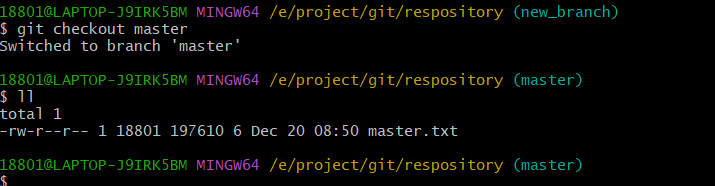 18801@LAPTOP-J9IRK5BM MINGW64 /e/project/git/respository (new_branch)
$ git checkout master
Switched to branch 'master'
18801@LAPTOP-J9IRK5BM MINGW64 /e/project/git/respository (master)
$ ll
total 1
-rw-r--r-- 1 18801 197610 6 Dec 20 08:50 master.txt
18801@LAPTOP-J9IRK5BM MINGW64 /e/project/git/respository (master)
$